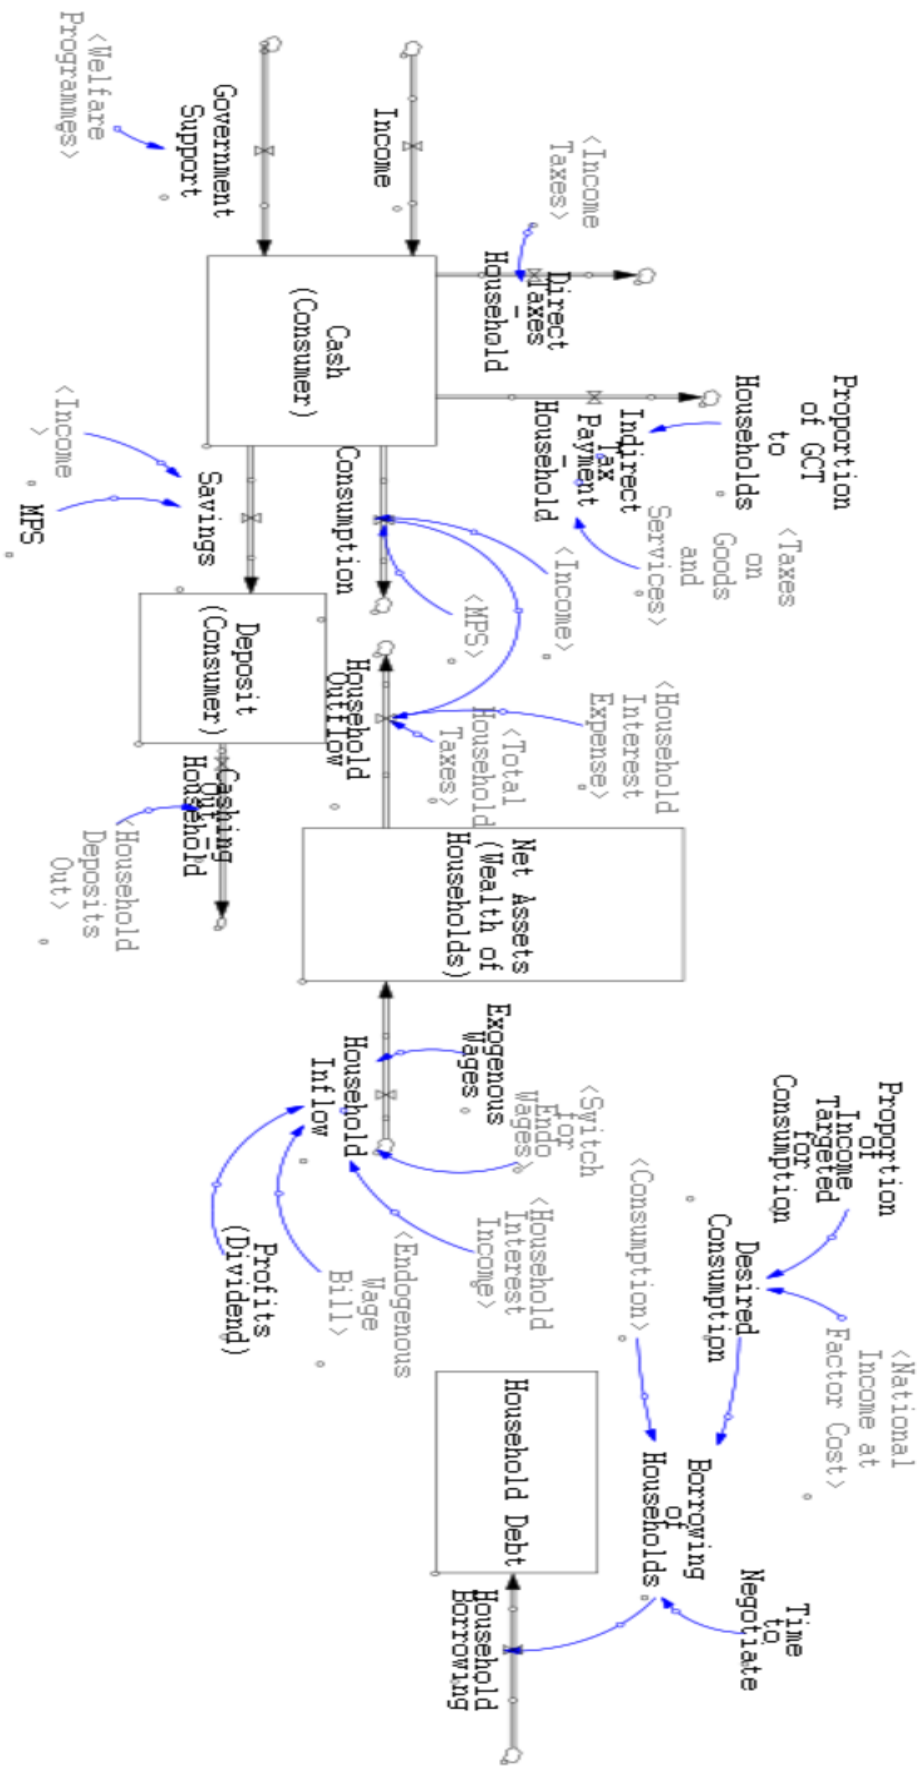 <Welfare
Programmes>
Government
Support
Income
<Income
Taxes>
Direct
Taxes
-
Household
Cash
(Consumer)
Proportion
of GCT
to
Households
Indirect
Tax
Payment
-
Household
<Taxes
on
Goods
and
Services>
<Income
>
MPS
Savings
Consumption
<Income>
<MPS>
Deposit
(Consumer)
Household
Outflow
<Total
Household
Taxes>
<Household
Interest
Expense>
Cashing
Out -
Household
<Household
Deposits
Out>
Net Assets
(Wealth of
Households)
Exogenous
Wages
Household
Inflow
<Switch
for
Endo
Wages>
<Household
Interest
Income>
<Endogenous
Wage
Bill>
Profits
(Dividend)
Proportion
of
Income
Targeted
for
Consumption
Desired
Consumption
<Consumption>
<National
Income at
Factor Cost>
Borrowing
of
Households
Time
to
Negotiate
Household Debt
Household
Borrowing